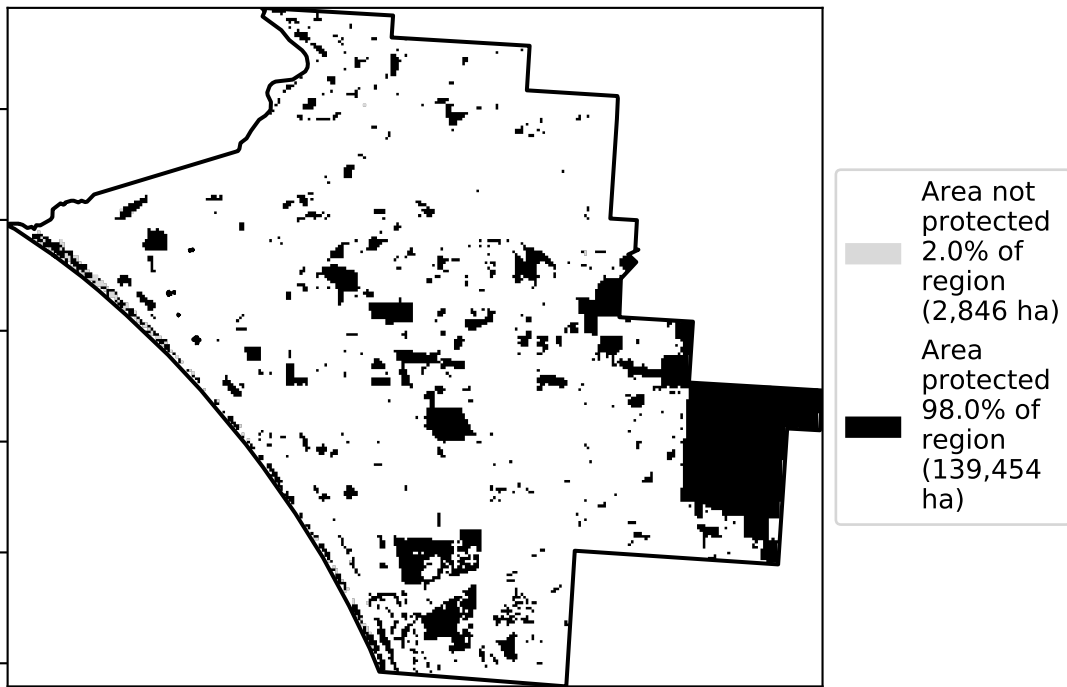 Area not
protected
2.0% of
region
(2,846 ha)
Area
protected
98.0% of
region
(139,454
ha)